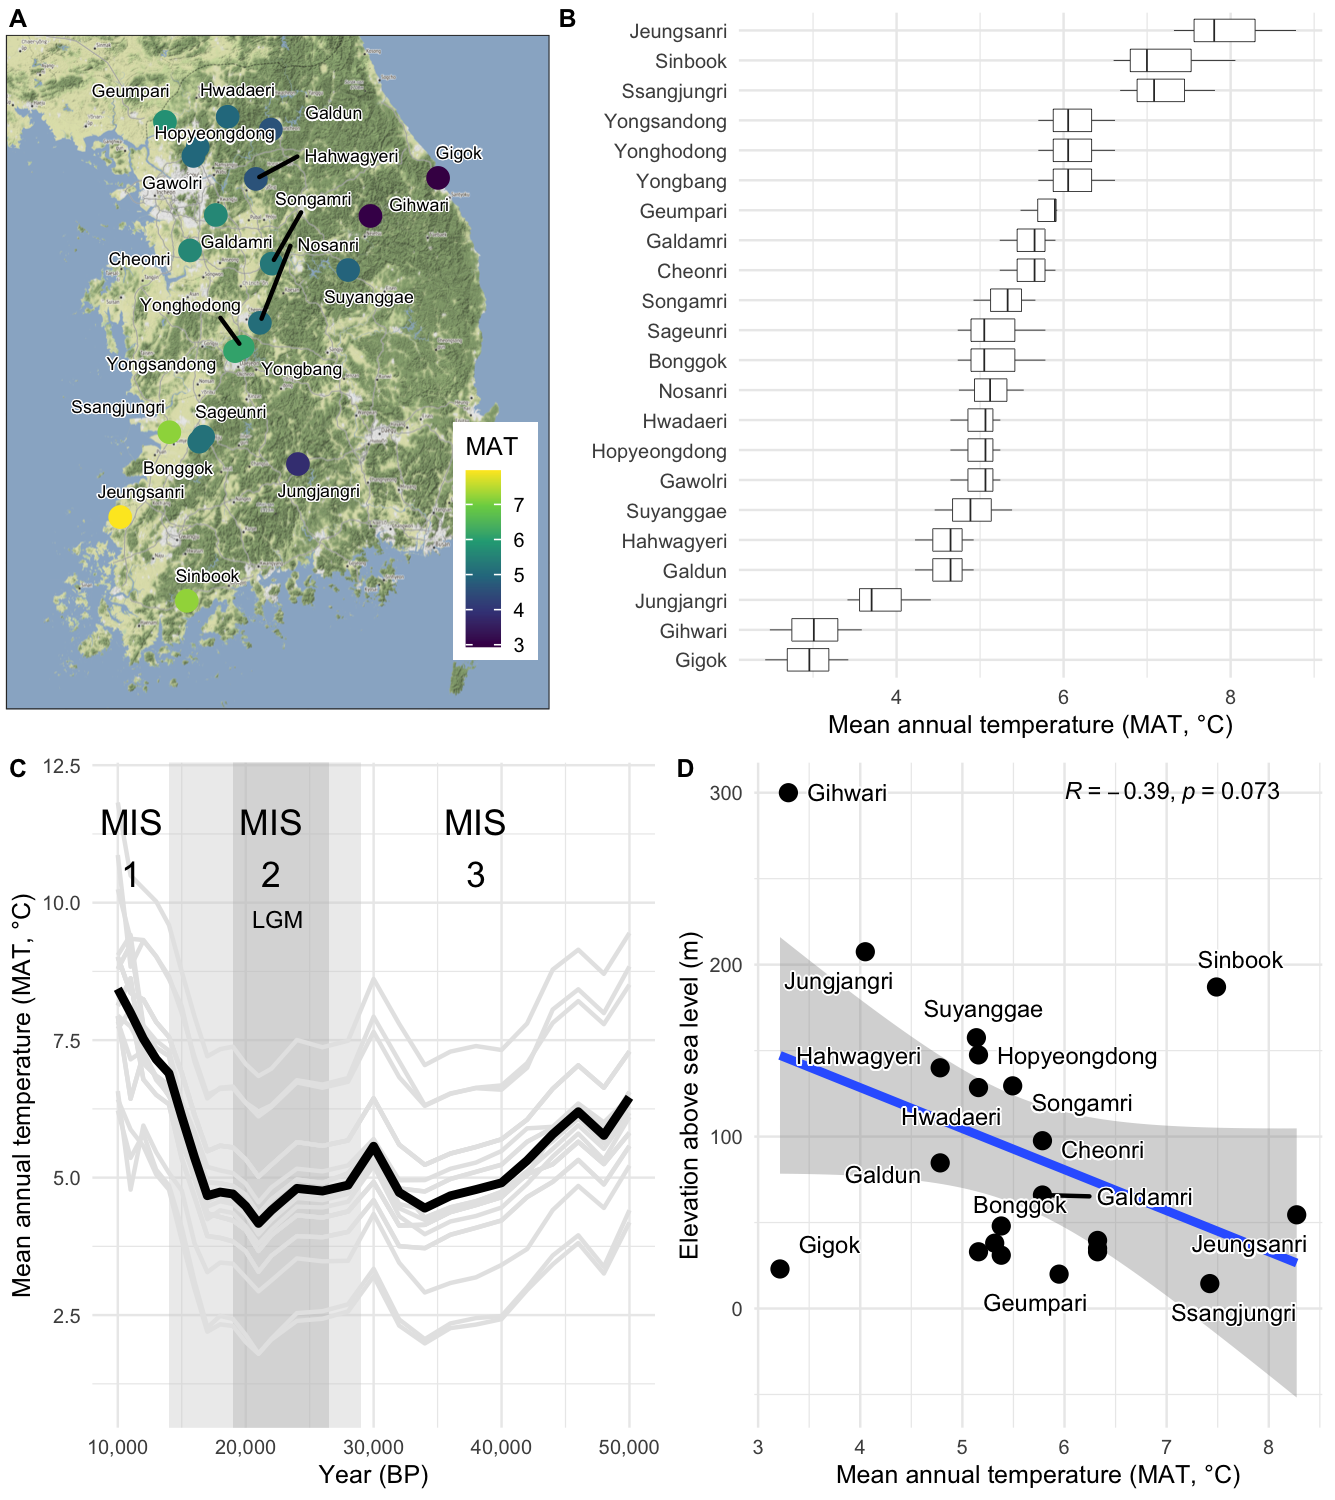 A
Geumpari
Hwadaeri
Galdun
Hopyeongdong
Hahwagyeri
Gigok
Gawolri
Songamri
Gihwari
Galdamri
Nosanri
Cheonri
Suyanggae
Yonghodong
Yongsandong
Yongbang
Ssangjungri
Sageunri
Bonggok
Jeungsanri
Jungjangri
Sinbook
MAT
7
6
5
4
3
B
Jeungsanri
Sinbook
Ssangjungri
Yongsandong
Yonghodong
Yongbang
Geumpari
Galdamri
Cheonri
Songamri
Sageunri
Bonggok
Nosanri
Hwadaeri
Hopyeongdong
Gawolri
Suyanggae
Hahwagyeri
Galdun
Jungjangri
Gihwari
Gigok
4 6 8
Mean annual temperature (MAT, °C)
C
12.5
10.0
7.5
5.0
2.5
Mean annual temperature (MAT, °C)
MIS
1
MIS
2
LGM
MIS
3
10,000 20,000 30,000 40,000 50,000
Year (BP)
D
300
200
100
0
Elevation above sea level (m)
R = −0.39, p = 0.073
Gihwari
Jungjangri
Sinbook
Suyanggae
Hahwagyeri
Hopyeongdong
Hwadaeri
Songamri
Cheonri
Galdun
Galdamri
Bonggok
Gigok
Jeungsanri
Geumpari
Ssangjungri
3 4 5 6 7 8
Mean annual temperature (MAT, °C)